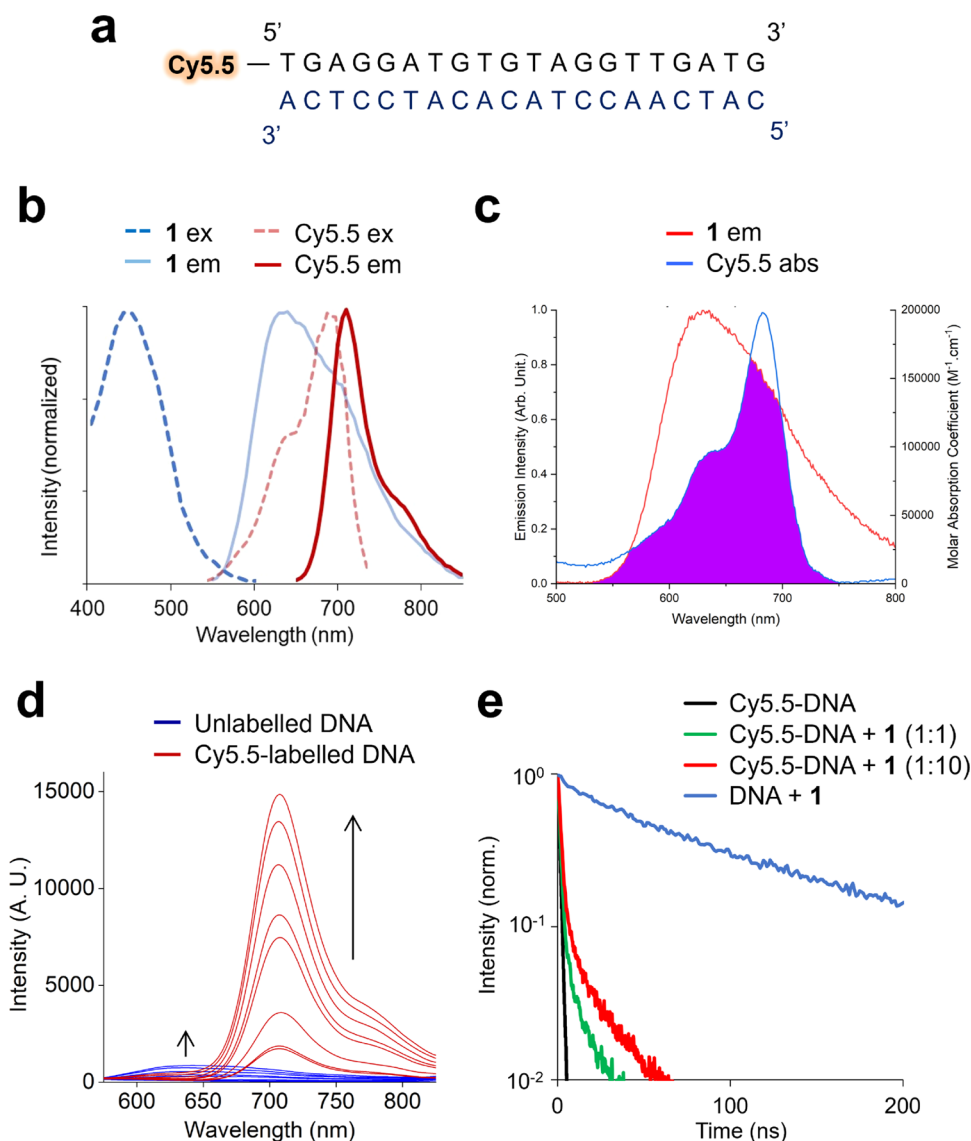 a
5’ 3’
Cy5.5 — T G A G G A T G T G T A G G T T G A T G
A C T C C T A C A C A T C C A A C T A C
3’ 5’
b
1 ex Cy5.5 ex
1 em Cy5.5 em
Intensity (normalized)
400 500 600 700 800
Wavelength (nm)
c
1 em
Cy5.5 abs
Emission Intensity (Arb. Unit.)
1.0
0.8
0.6
0.4
0.2
0.0
200000
150000
100000
50000
0
Molar Absorption Coefficient (M⁻¹.cm⁻¹)
500 600 700 800
Wavelength (nm)
d
Unlabelled DNA
Cy5.5-labelled DNA
Intensity (A. U.)
15000
10000
5000
0
600 650 700 750 800
Wavelength (nm)
e
Cy5.5-DNA
Cy5.5-DNA + 1 (1:1)
Cy5.5-DNA + 1 (1:10)
DNA + 1
Intensity (norm.)
10⁰
10⁻¹
10⁻²
0 100 200
Time (ns)